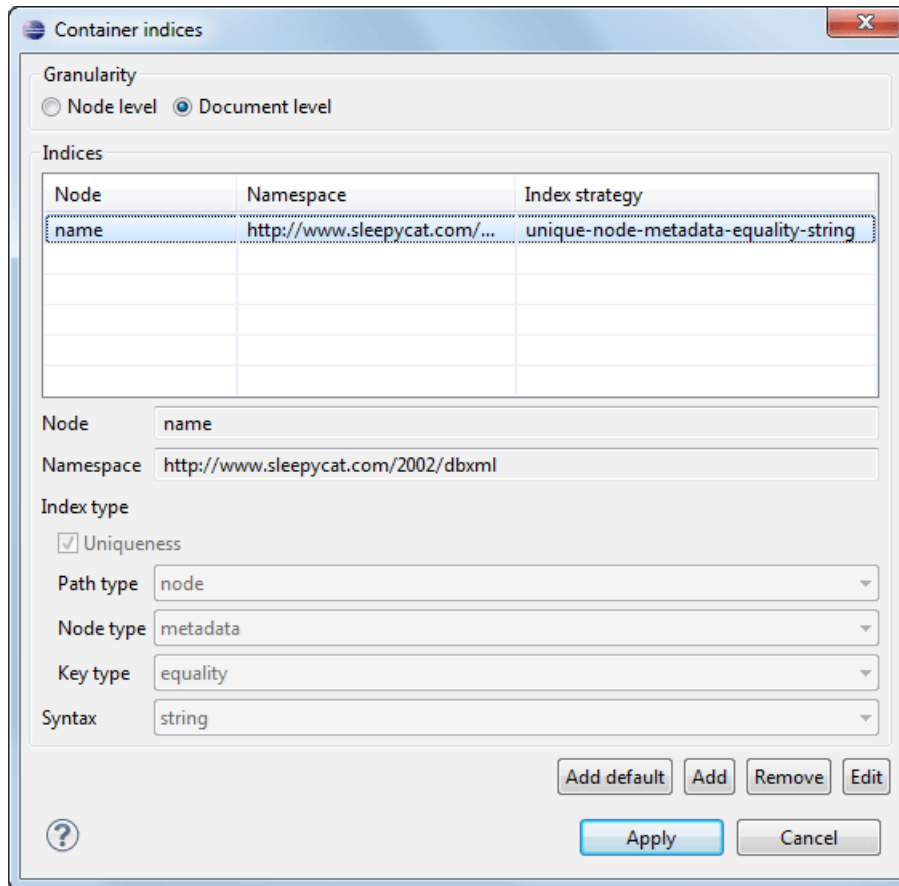 Container indices
Granularity
Node level Document level
Indices
Node Namespace Index strategy
name http://www.sleepycat.com/... unique-node-metadata-equality-string
Node name
Namespace http://www.sleepycat.com/2002/dbxml
Index type
Uniqueness
Path type node
Node type metadata
Key type equality
Syntax string
Add default Add Remove Edit
? Apply Cancel